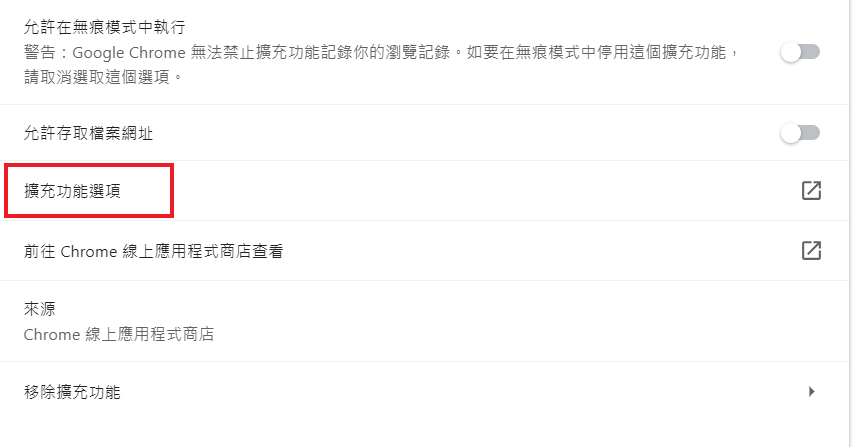 允許在無痕模式中執行
警告：Google Chrome 無法禁止擴充功能記錄你的瀏覽記錄。如要在無痕模式中停用這個擴充功能，
請取消選取這個選項。
允許存取檔案網址
擴充功能選項
前往 Chrome 線上應用程式商店查看
來源
Chrome 線上應用程式商店
移除擴充功能